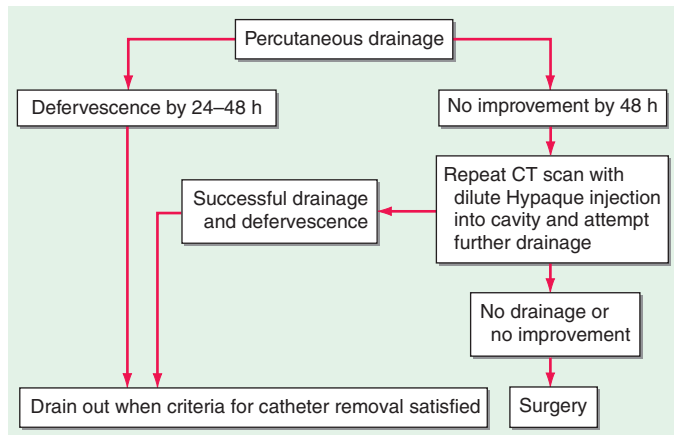 Percutaneous drainage
Defervescence by 24–48 h
No improvement by 48 h
Repeat CT scan with
dilute Hypaque injection
into cavity and attempt
further drainage
Successful drainage
and defervescence
No drainage or
no improvement
Drain out when criteria for catheter removal satisfied
Surgery